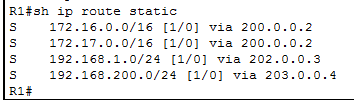 R1#sh ip route static
S    172.16.0.0/16 [1/0] via 200.0.0.2
S    172.17.0.0/16 [1/0] via 200.0.0.2
S    192.168.1.0/24 [1/0] via 202.0.0.3
S    192.168.200.0/24 [1/0] via 203.0.0.4
R1#